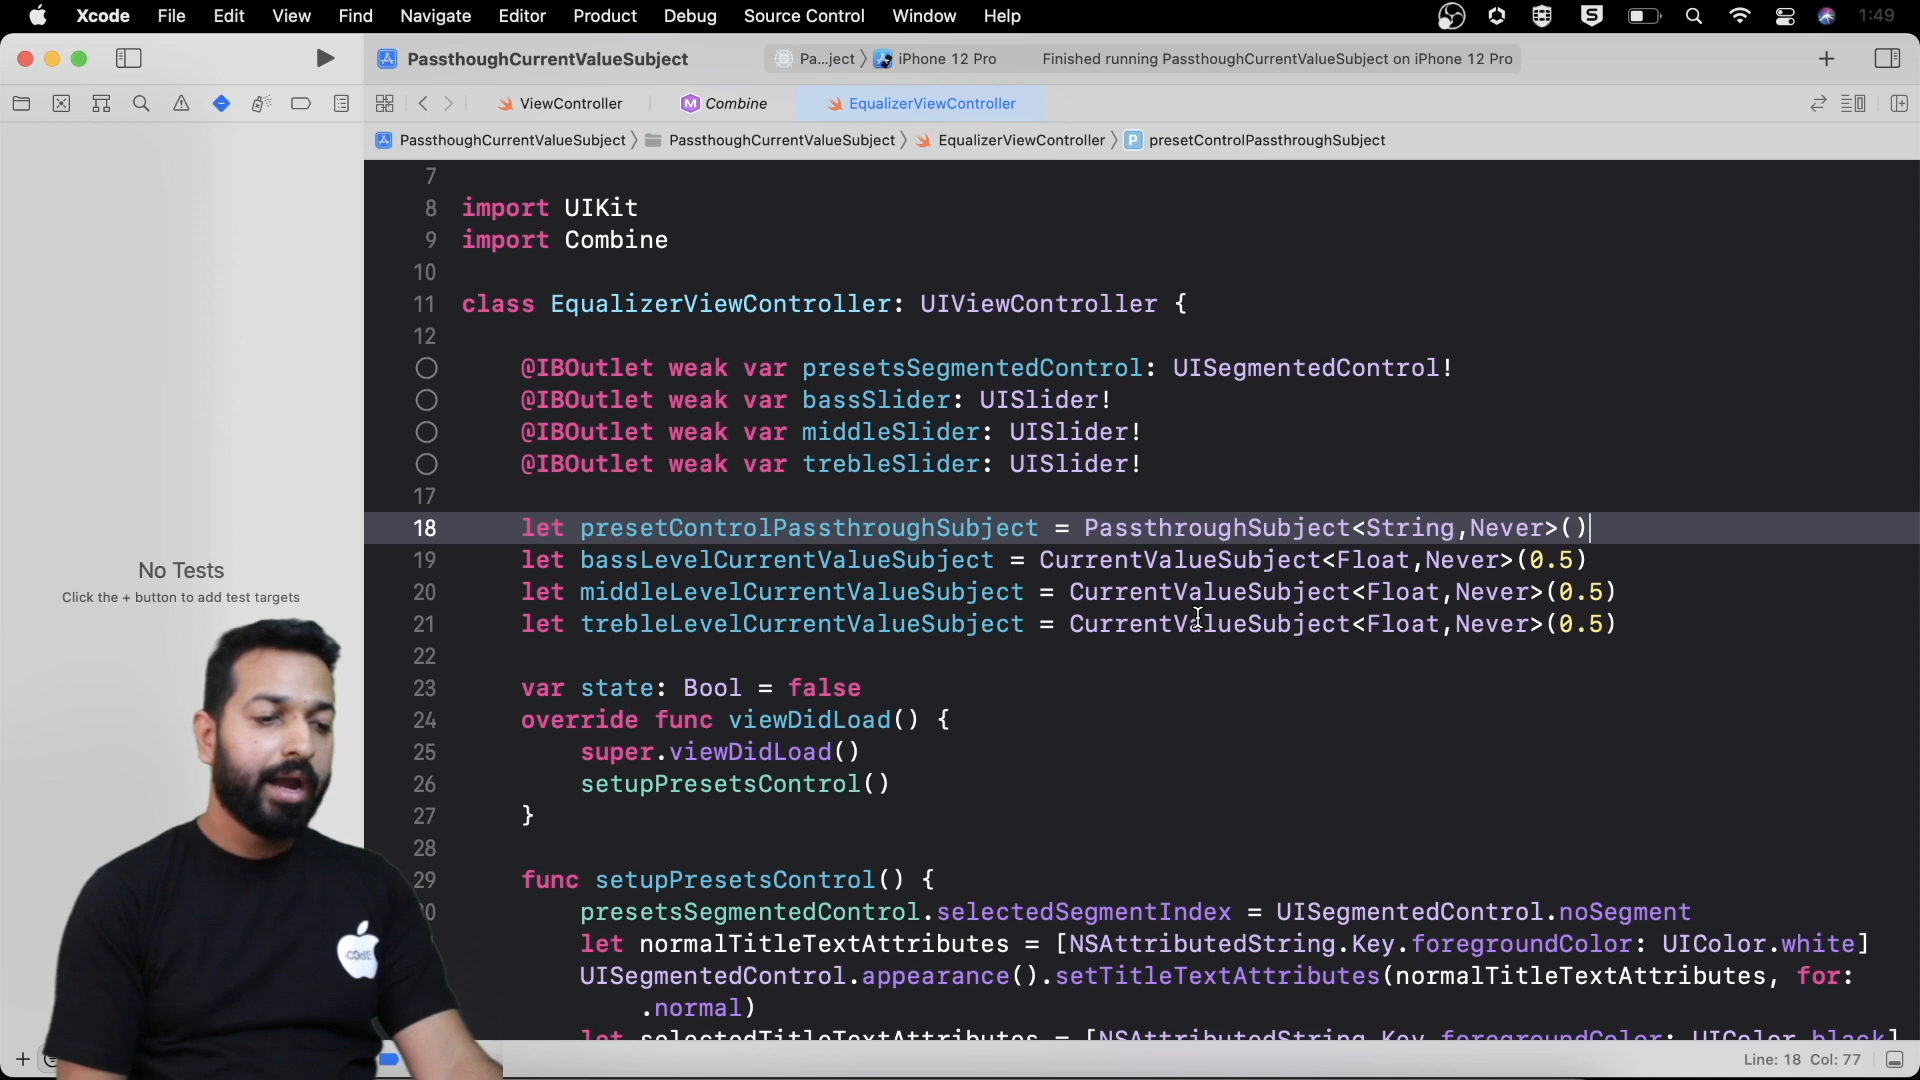 Xcode File Edit View Find Navigate Editor Product Debug Source Control Window Help 1:49
PassthoughCurrentValueSubject Pa...ject iPhone 12 Pro Finished running PassthoughCurrentValueSubject on iPhone 12 Pro
ViewController Combine EqualizerViewController
PassthoughCurrentValueSubject PassthoughCurrentValueSubject EqualizerViewController P presetControlPassthroughSubject
7
8 import UIKit
9 import Combine
10
11 class EqualizerViewController: UIViewController {
12
@IBOutlet weak var presetsSegmentedControl: UISegmentedControl!
@IBOutlet weak var bassSlider: UISlider!
@IBOutlet weak var middleSlider: UISlider!
@IBOutlet weak var trebleSlider: UISlider!
17
18 let presetControlPassthroughSubject = PassthroughSubject<String,Never>()
19 let bassLevelCurrentValueSubject = CurrentValueSubject<Float,Never>(0.5)
20 let middleLevelCurrentValueSubject = CurrentValueSubject<Float,Never>(0.5)
21 let trebleLevelCurrentValueSubject = CurrentValueSubject<Float,Never>(0.5)
22
23 var state: Bool = false
24 override func viewDidLoad() {
25 super.viewDidLoad()
26 setupPresetsControl()
27 }
28
29 func setupPresetsControl() {
presetsSegmentedControl.selectedSegmentIndex = UISegmentedControl.noSegment
let normalTitleTextAttributes = [NSAttributedString.Key.foregroundColor: UIColor.white]
UISegmentedControl.appearance().setTitleTextAttributes(normalTitleTextAttributes, for:
.normal)
let selectedTitleTextAttributes = [NSAttributedString.Key.foregroundColor: UIColor.black]
No Tests
Click the + button to add test targets
Line: 18 Col: 77